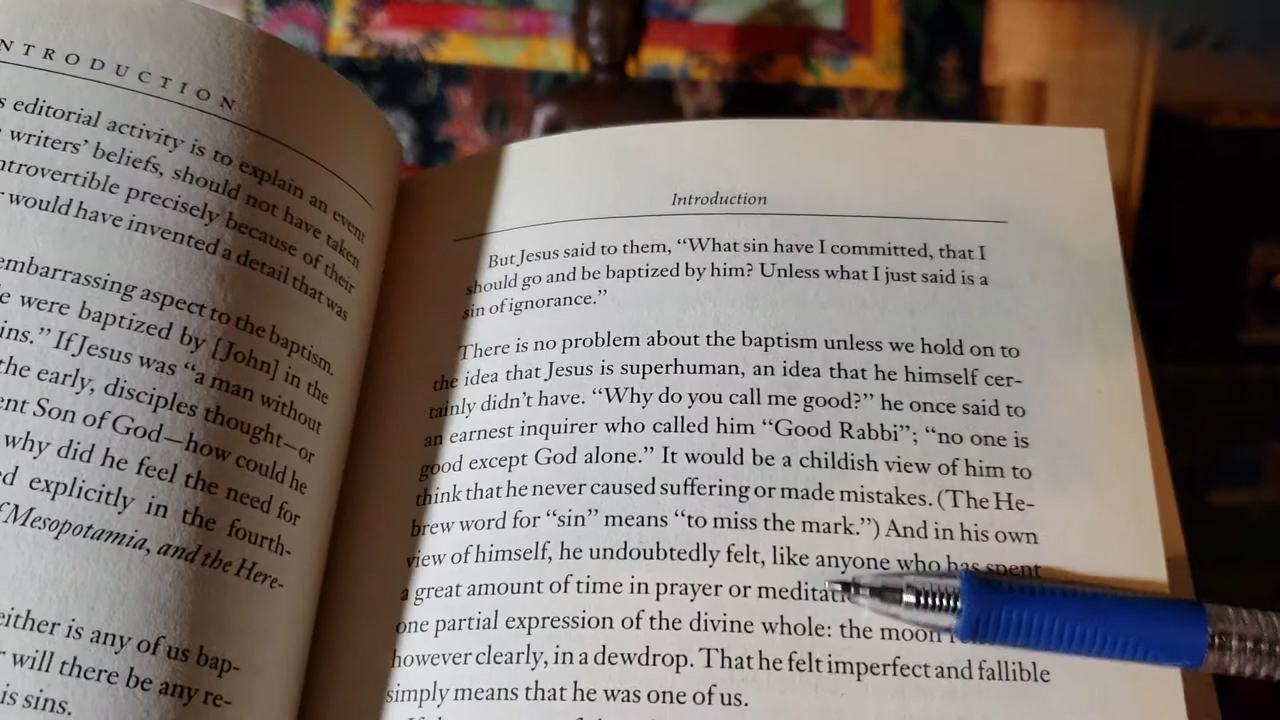 NTRODUCTION
s editorial activity is to explain an event
writers' beliefs, should not have taken
ntrovertible precisely because of their
would have invented a detail that was
embarrassing aspect to the baptism.
e were baptized by [John] in the
ins." If Jesus was "a man without
the early, disciples thought—or
ent Son of God—how could he
why did he feel the need for
ed explicitly in the fourth-
f Mesopotamia, and the Here-
either is any of us bap-
r will there be any re-
is sins.
Introduction
But Jesus said to them, "What sin have I committed, that I
should go and be baptized by him? Unless what I just said is a
sin of ignorance."
There is no problem about the baptism unless we hold on to
the idea that Jesus is superhuman, an idea that he himself cer-
tainly didn't have. "Why do you call me good?" he once said to
an earnest inquirer who called him "Good Rabbi"; "no one is
good except God alone." It would be a childish view of him to
think that he never caused suffering or made mistakes. (The He-
brew word for "sin" means "to miss the mark.") And in his own
view of himself, he undoubtedly felt, like anyone who has spent
a great amount of time in prayer or meditati
one partial expression of the divine whole: the moon
however clearly, in a dewdrop. That he felt imperfect and fallible
simply means that he was one of us.